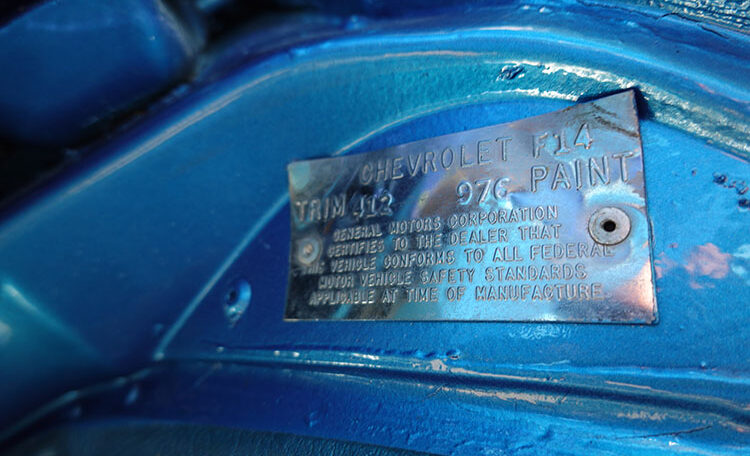 CHEVROLET F14
TRIM 412 976 PAINT
GENERAL MOTORS CORPORATION
CERTIFIES TO THE DEALER THAT
THIS VEHICLE CONFORMS TO ALL FEDERAL
MOTOR VEHICLE SAFETY STANDARDS
APPLICABLE AT TIME OF MANUFACTURE